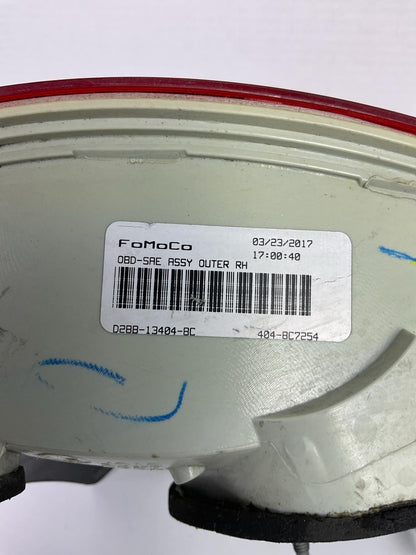 FoMoCo 03/23/2017
17:00:40
OBD-SAE ASSY OUTER RH
D2BB-13404-BC 404-BC7254